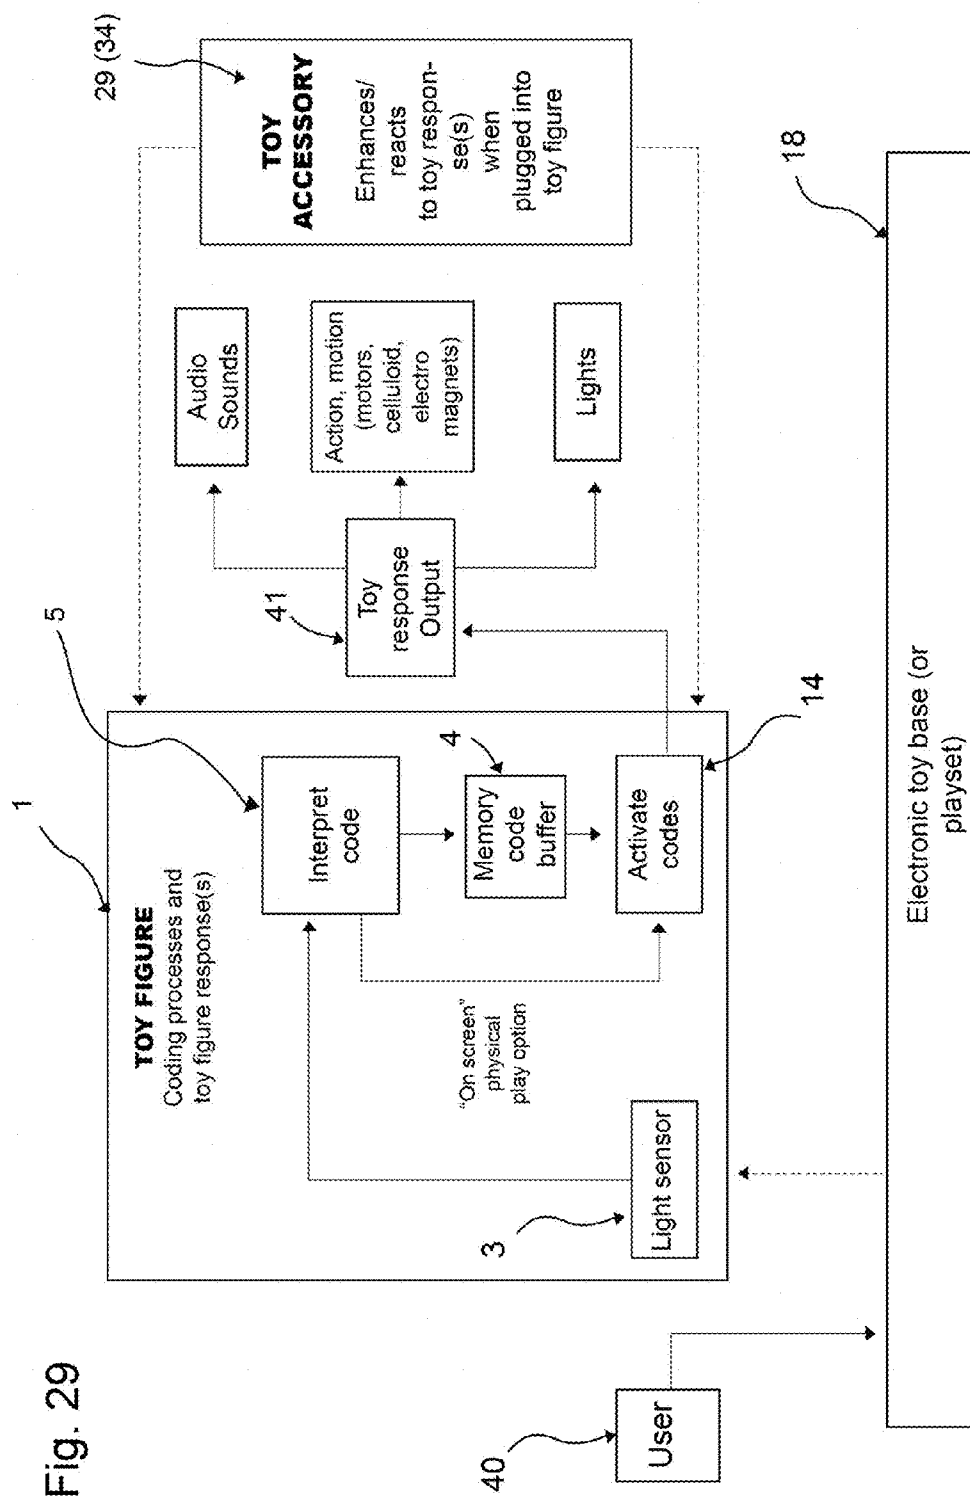 Fig. 29
1
TOY FIGURE
Coding processes and
toy figure response(s)
5
Interpret
code
4
Memory
code
buffer
Activate
codes
14
"On screen"
physical
play option
Light sensor
3
41
Toy
response
Output
Audio
Sounds
Action, motion
(motors,
celluloid,
electro
magnets)
Lights
29 (34)
TOY
ACCESSORY
Enhances/
reacts
to toy respon-
se(s)
when
plugged into
toy figure
User
40
18
Electronic toy base (or
playset)